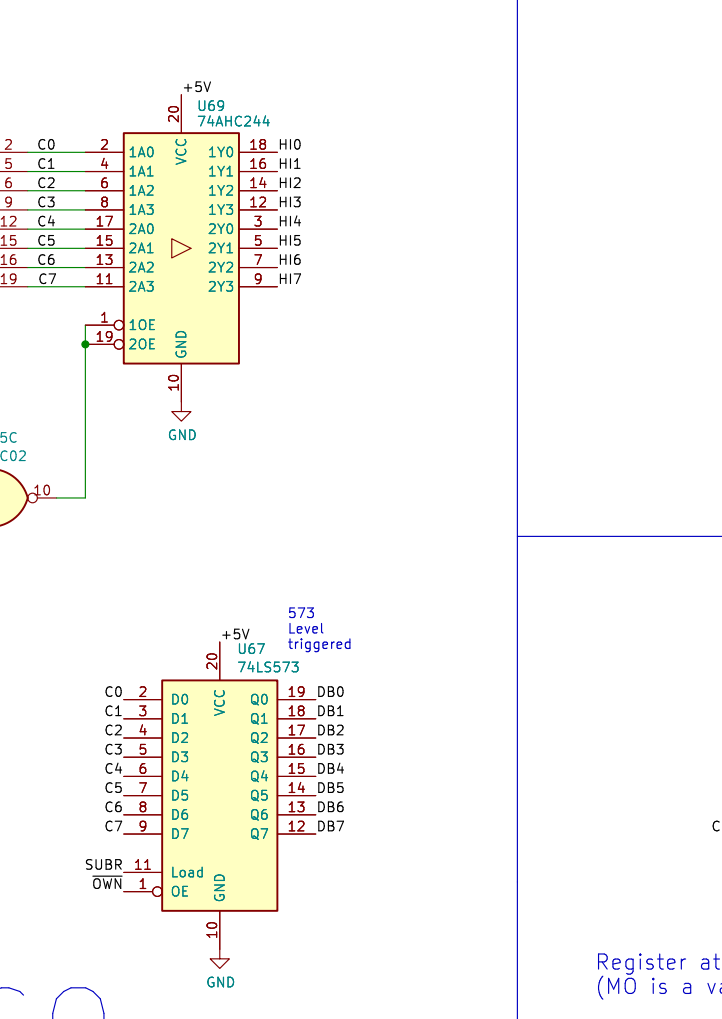 +5V
U69
74AHC244
20
VCC
2 C0 2 1A0 1Y0 18 HI0
5 C1 4 1A1 1Y1 16 HI1
6 C2 6 1A2 1Y2 14 HI2
9 C3 8 1A3 1Y3 12 HI3
12 C4 17 2A0 2Y0 3 HI4
15 C5 15 2A1 2Y1 5 HI5
16 C6 13 2A2 2Y2 7 HI6
19 C7 11 2A3 2Y3 9 HI7
1 1OE
19 2OE
GND
10
GND
5C
C02
10
573
Level
triggered
+5V
U67
74LS573
20
VCC
C0 2 D0 Q0 19 DB0
C1 3 D1 Q1 18 DB1
C2 4 D2 Q2 17 DB2
C3 5 D3 Q3 16 DB3
C4 6 D4 Q4 15 DB4
C5 7 D5 Q5 14 DB5
C6 8 D6 Q6 13 DB6
C7 9 D7 Q7 12 DB7
C
SUBR 11 Load
OWN 1 OE
GND
10
GND
Register at
(MO is a va